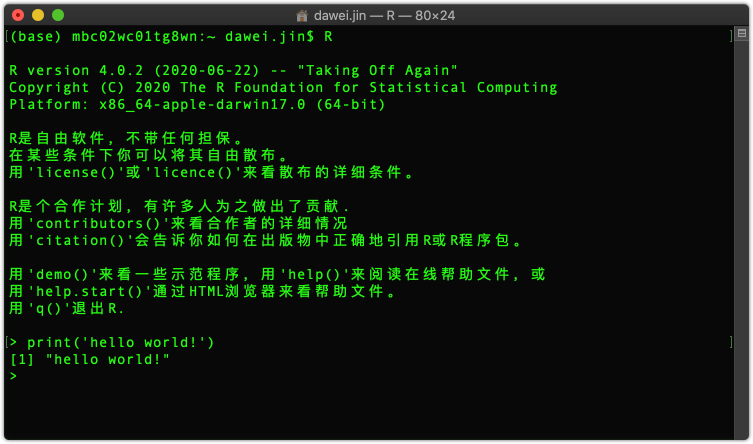 dawei.jin — R — 80×24
(base) mbc02wc01tg8wn:~ dawei.jin$ R
R version 4.0.2 (2020-06-22) -- "Taking Off Again"
Copyright (C) 2020 The R Foundation for Statistical Computing
Platform: x86_64-apple-darwin17.0 (64-bit)
R是自由软件，不带任何担保。
在某些条件下你可以将其自由散布。
用'license()'或'licence()'来看散布的详细条件。
R是个合作计划，有许多人为之做出了贡献.
用'contributors()'来看合作者的详细情况
用'citation()'会告诉你如何在出版物中正确地引用R或R程序包。
用'demo()'来看一些示范程序，用'help()'来阅读在线帮助文件，或
用'help.start()'通过HTML浏览器来看帮助文件。
用'q()'退出R.
> print('hello world!')
[1] "hello world!"
>